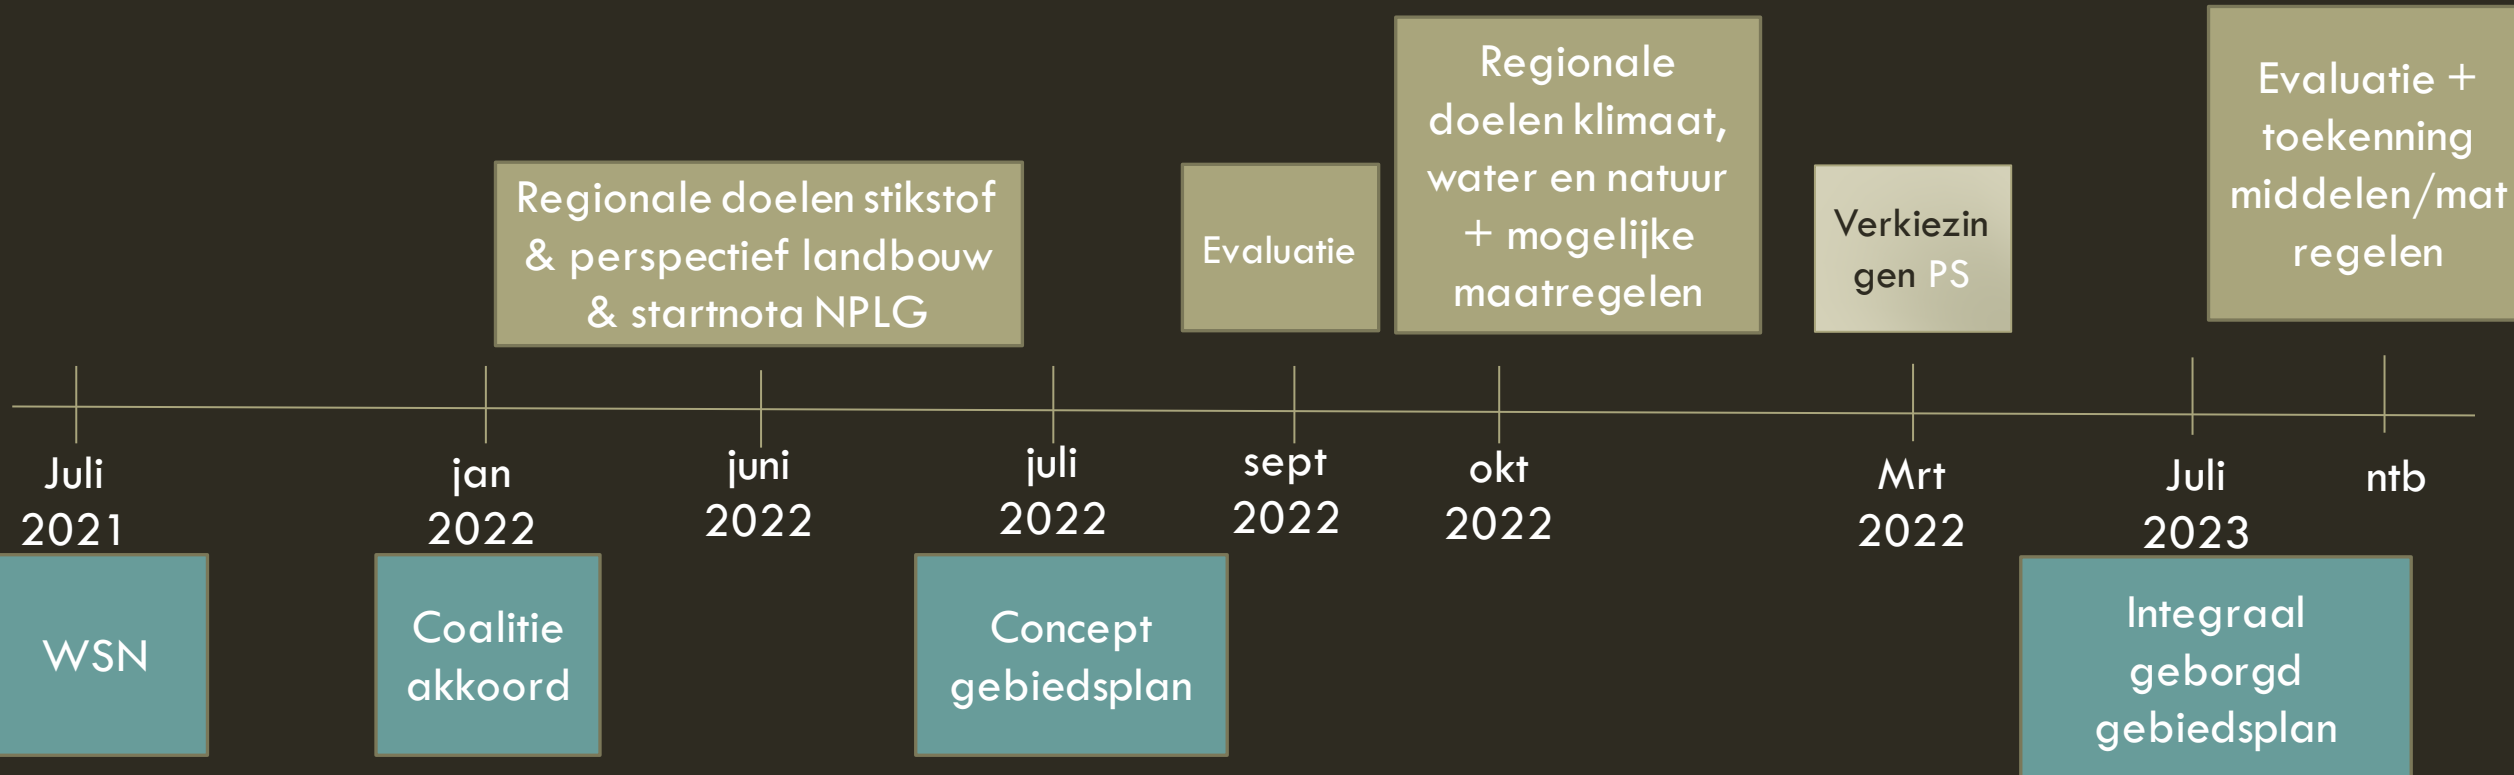 Regionale doelen stikstof
& perspectief landbouw
& startnota NPLG
Evaluatie
Regionale
doelen klimaat,
water en natuur
+ mogelijke
maatregelen
Verkiezin
gen PS
Evaluatie +
toekenning
middelen/mat
regelen
Juli
2021
jan
2022
juni
2022
juli
2022
sept
2022
okt
2022
Mrt
2022
Juli
2023
ntb
WSN
Coalitie
akkoord
Concept
gebiedsplan
Integraal
geborgd
gebiedsplan